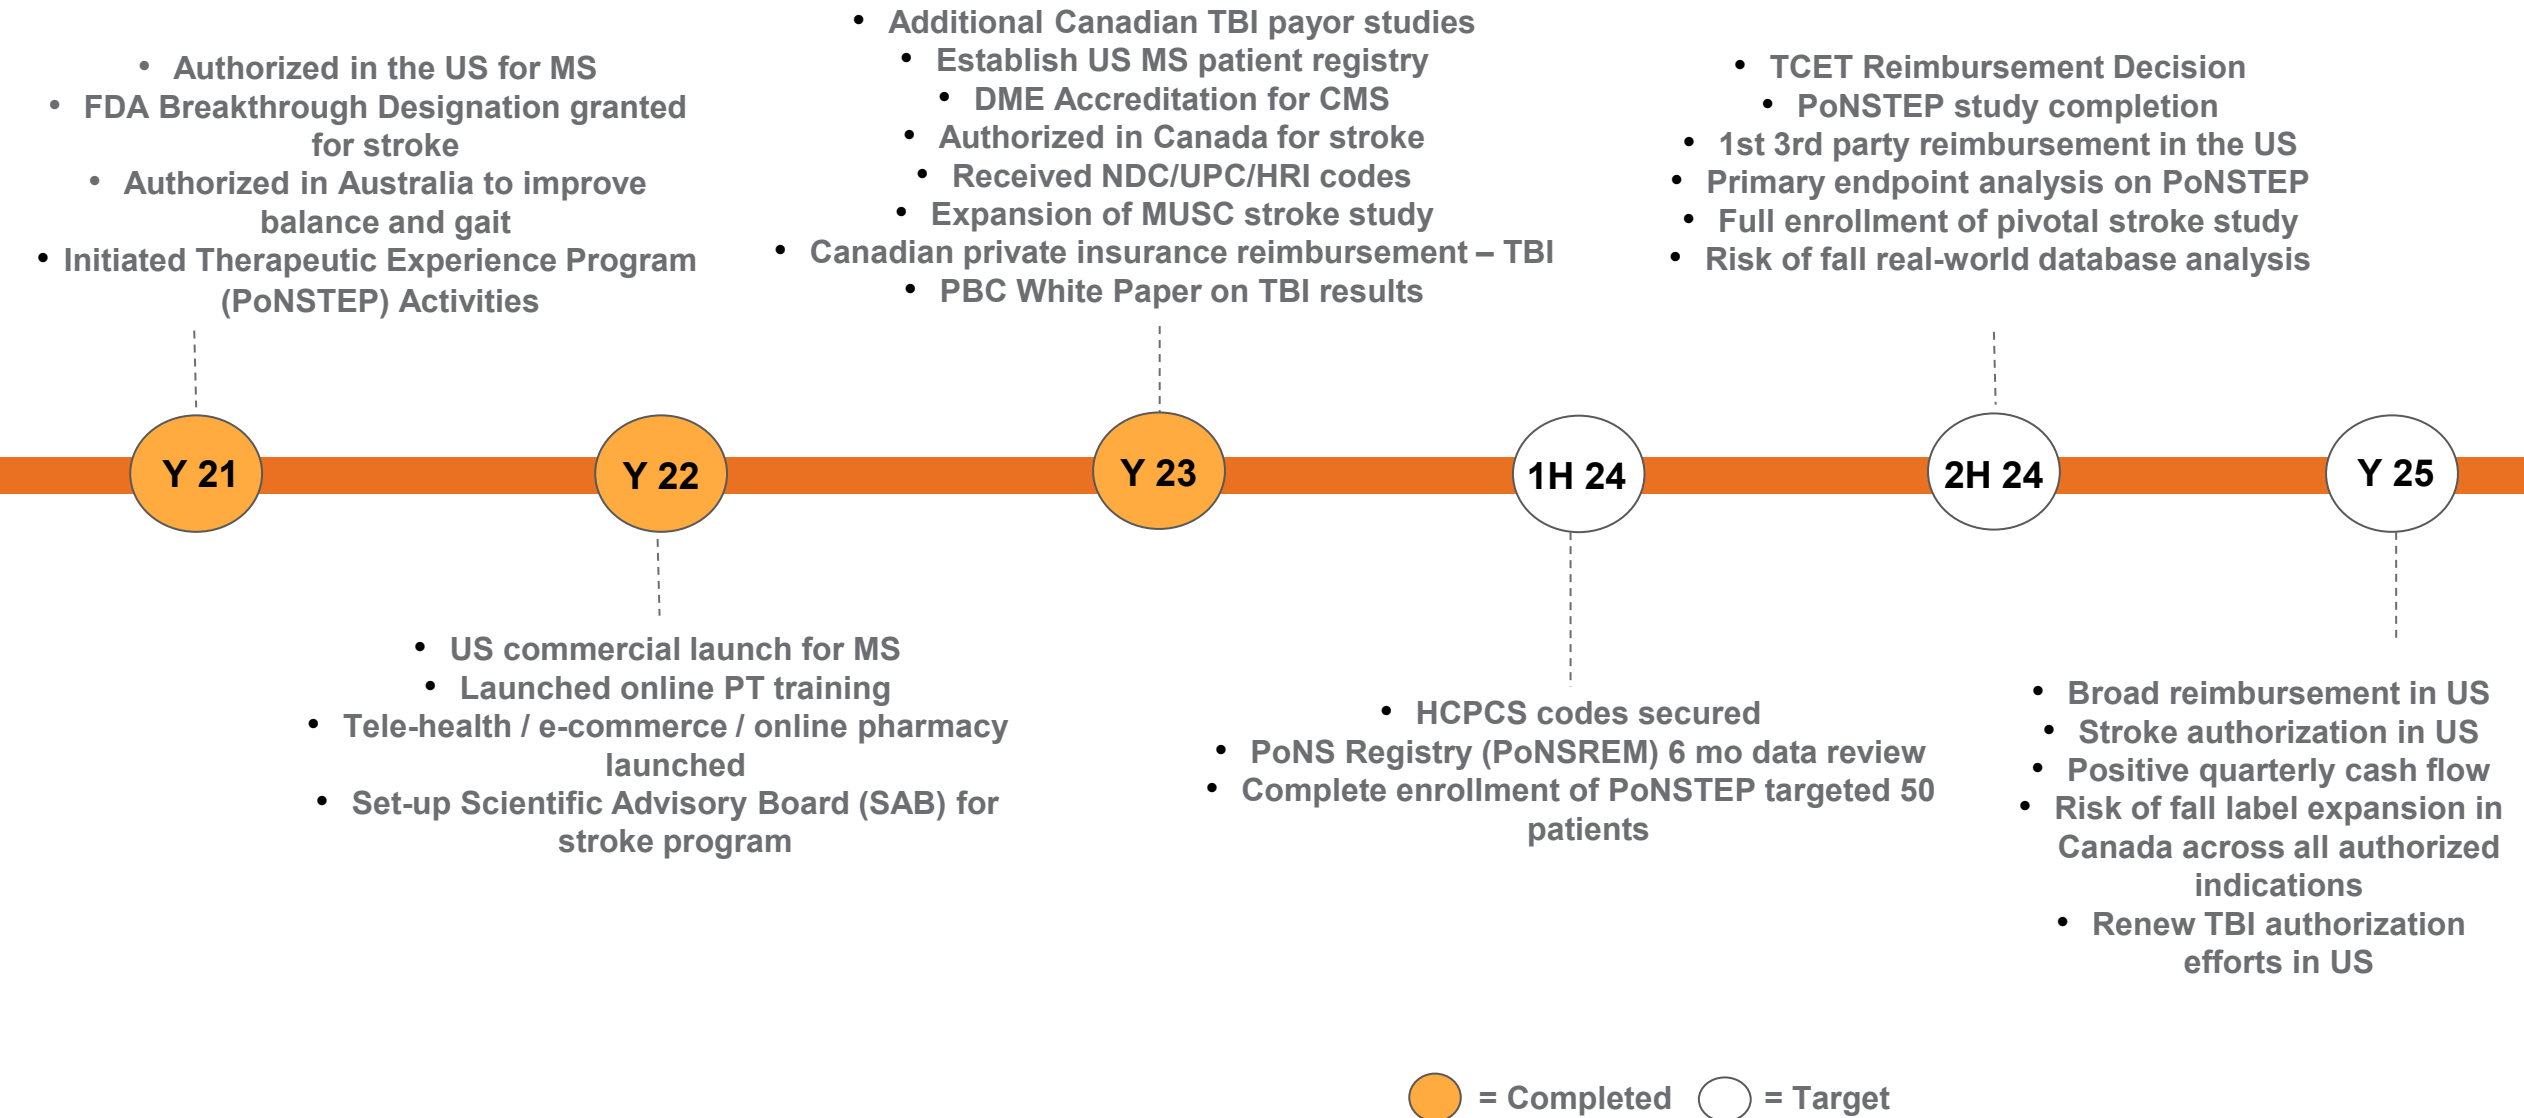 • Authorized in the US for MS
• FDA Breakthrough Designation granted
for stroke
• Authorized in Australia to improve
balance and gait
• Initiated Therapeutic Experience Program
(PoNSTEP) Activities
• Additional Canadian TBI payor studies
• Establish US MS patient registry
• DME Accreditation for CMS
• Authorized in Canada for stroke
• Received NDC/UPC/HRI codes
• Expansion of MUSC stroke study
• Canadian private insurance reimbursement – TBI
• PBC White Paper on TBI results
• TCET Reimbursement Decision
• PoNSTEP study completion
• 1st 3rd party reimbursement in the US
• Primary endpoint analysis on PoNSTEP
• Full enrollment of pivotal stroke study
• Risk of fall real-world database analysis
Y 21
Y 22
Y 23
1H 24
2H 24
Y 25
• US commercial launch for MS
• Launched online PT training
• Tele-health / e-commerce / online pharmacy
launched
• Set-up Scientific Advisory Board (SAB) for
stroke program
• HCPCS codes secured
• PoNS Registry (PoNSREM) 6 mo data review
• Complete enrollment of PoNSTEP targeted 50
patients
• Broad reimbursement in US
• Stroke authorization in US
• Positive quarterly cash flow
• Risk of fall label expansion in
Canada across all authorized
indications
• Renew TBI authorization
efforts in US
= Completed
= Target